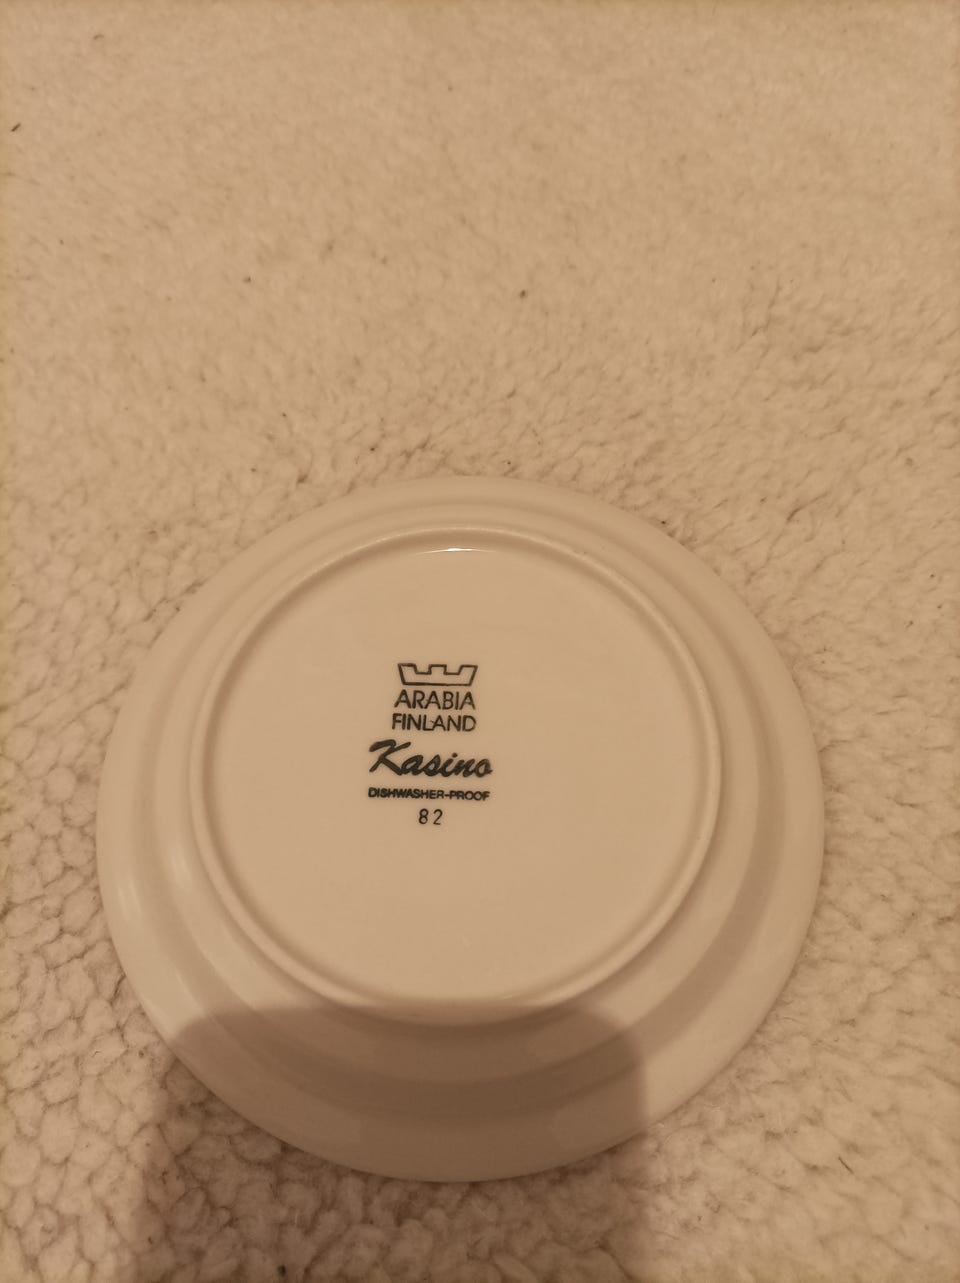 ARABIA
FINLAND
Kasino
DISHWASHER-PROOF
82